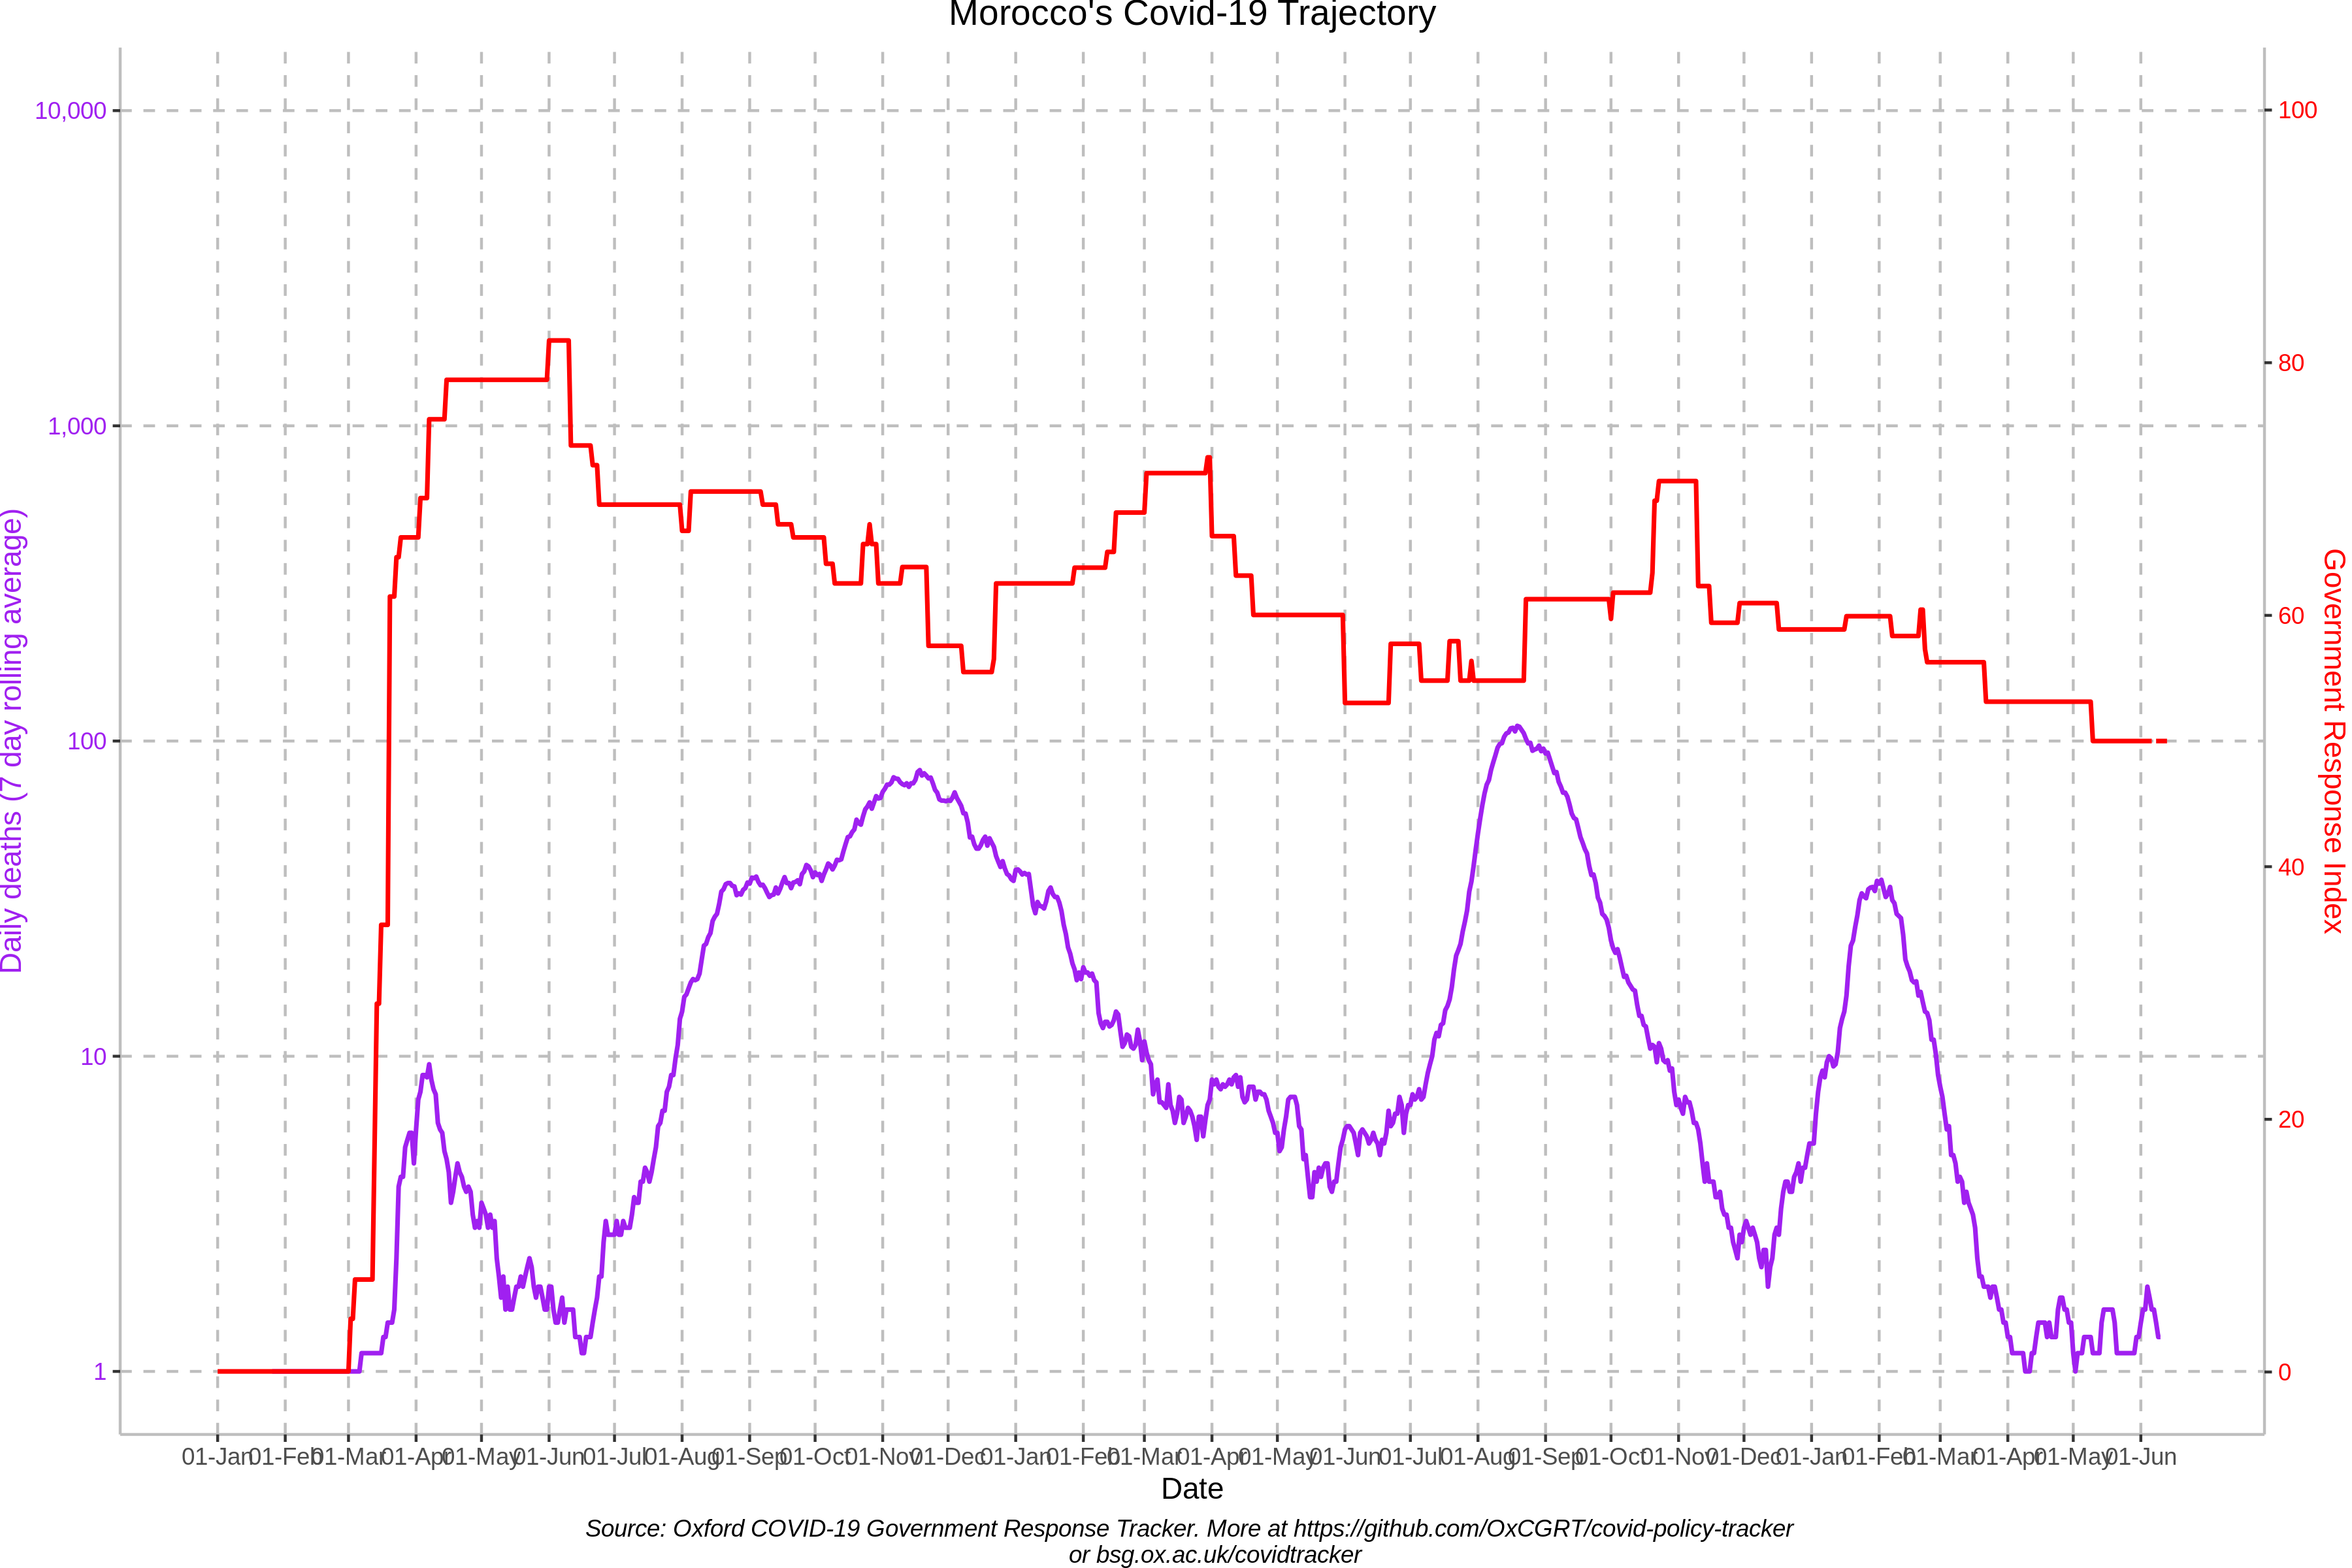 Morocco's Covid-19 Trajectory
10,000
1,000
100
10
1
Daily deaths (7 day rolling average)
100
80
60
40
20
0
Government Response Index
01-Jan 01-Feb 01-Mar 01-Apr 01-May 01-Jun 01-Jul 01-Aug 01-Sep 01-Oct 01-Nov 01-Dec 01-Jan 01-Feb 01-Mar 01-Apr 01-May 01-Jun 01-Jul 01-Aug 01-Sep 01-Oct 01-Nov 01-Dec 01-Jan 01-Feb 01-Mar 01-Apr 01-May 01-Jun
Date
Source: Oxford COVID-19 Government Response Tracker. More at https://github.com/OxCGRT/covid-policy-tracker
or bsg.ox.ac.uk/covidtracker